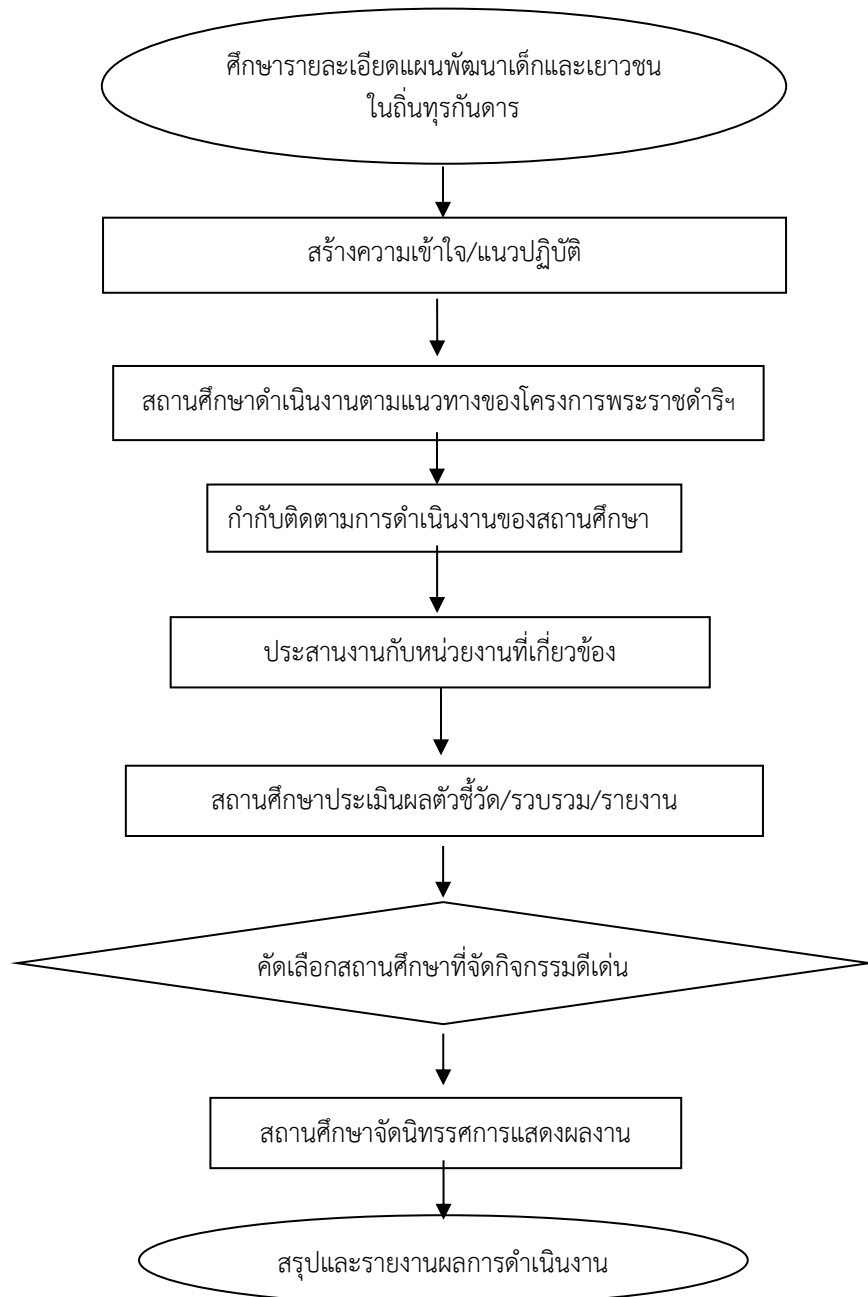 ศึกษารายละเอียดแผนพัฒนาเด็กและเยาวชน
ในถิ่นทุรกันดาร
สร้างความเข้าใจ/แนวปฏิบัติ
สถานศึกษาดำเนินงานตามแนวทางของโครงการพระราชดำริฯ
กำกับติดตามการดำเนินงานของสถานศึกษา
ประสานงานกับหน่วยงานที่เกี่ยวข้อง
สถานศึกษาประเมินผลตัวชี้วัด/รวบรวม/รายงาน
คัดเลือกสถานศึกษาที่จัดกิจกรรมดีเด่น
สถานศึกษาจัดนิทรรศการแสดงผลงาน
สรุปและรายงานผลการดำเนินงาน